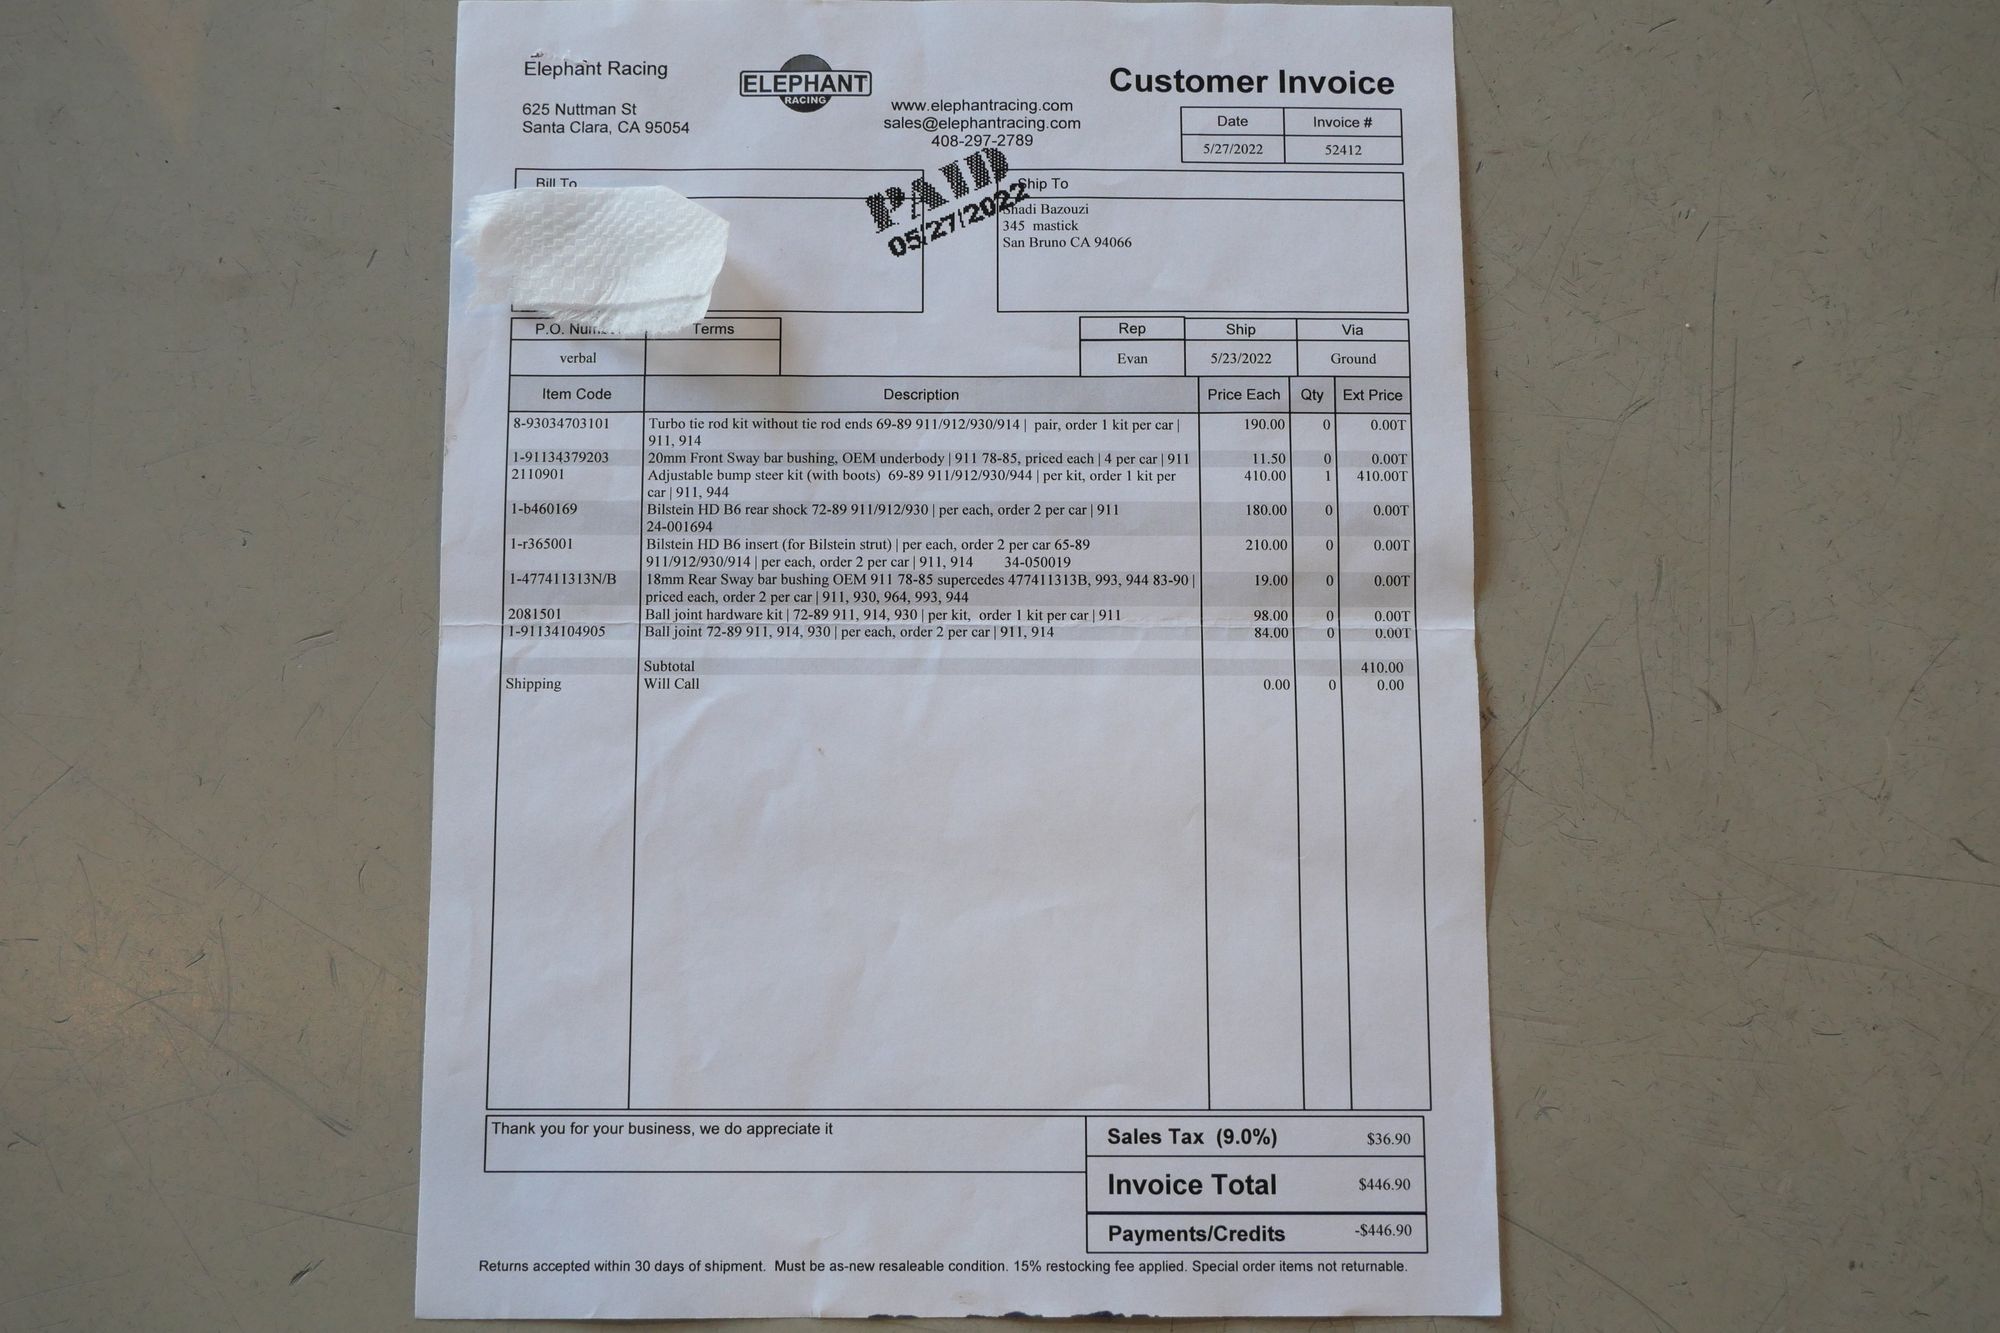 Elephant Racing
625 Nuttman St
Santa Clara, CA 95054
ELEPHANT
RACING
www.elephantracing.com
sales@elephantracing.com
408-297-2789
Customer Invoice
Date Invoice #
5/27/2022 52412
PAID
05/27/2022
Bill To
Ship To
Shadi Bazouzi
345 mastick
San Bruno CA 94066
P.O. Terms
verbal
Rep Ship Via
Evan 5/23/2022 Ground
Item Code Description Price Each Qty Ext Price
8-93034703101 Turbo tie rod kit without tie rod ends 69-89 911/912/930/914 | pair, order 1 kit per car | 190.00 0 0.00T
911, 914
1-91134379203 20mm Front Sway bar bushing, OEM underbody | 911 78-85, priced each | 4 per car | 911 11.50 0 0.00T
2110901 Adjustable bump steer kit (with boots) 69-89 911/912/930/944 | per kit, order 1 kit per 410.00 1 410.00T
car | 911, 944
1-b460169 Bilstein HD B6 rear shock 72-89 911/912/930 | per each, order 2 per car | 911 180.00 0 0.00T
24-001694
1-r365001 Bilstein HD B6 insert (for Bilstein strut) | per each, order 2 per car 65-89 210.00 0 0.00T
911/912/930/914 | per each, order 2 per car | 911, 914 34-050019
1-477411313N/B 18mm Rear Sway bar bushing OEM 911 78-85 supercedes 477411313B, 993, 944 83-90 | 19.00 0 0.00T
priced each, order 2 per car | 911, 930, 964, 993, 944
2081501 Ball joint hardware kit | 72-89 911, 914, 930 | per kit, order 1 kit per car | 911 98.00 0 0.00T
1-91134104905 Ball joint 72-89 911, 914, 930 | per each, order 2 per car | 911, 914 84.00 0 0.00T
Subtotal 410.00
Shipping Will Call 0.00 0 0.00
Thank you for your business, we do appreciate it
Sales Tax (9.0%) $36.90
Invoice Total $446.90
Payments/Credits -$446.90
Returns accepted within 30 days of shipment. Must be as-new resaleable condition. 15% restocking fee applied. Special order items not returnable.